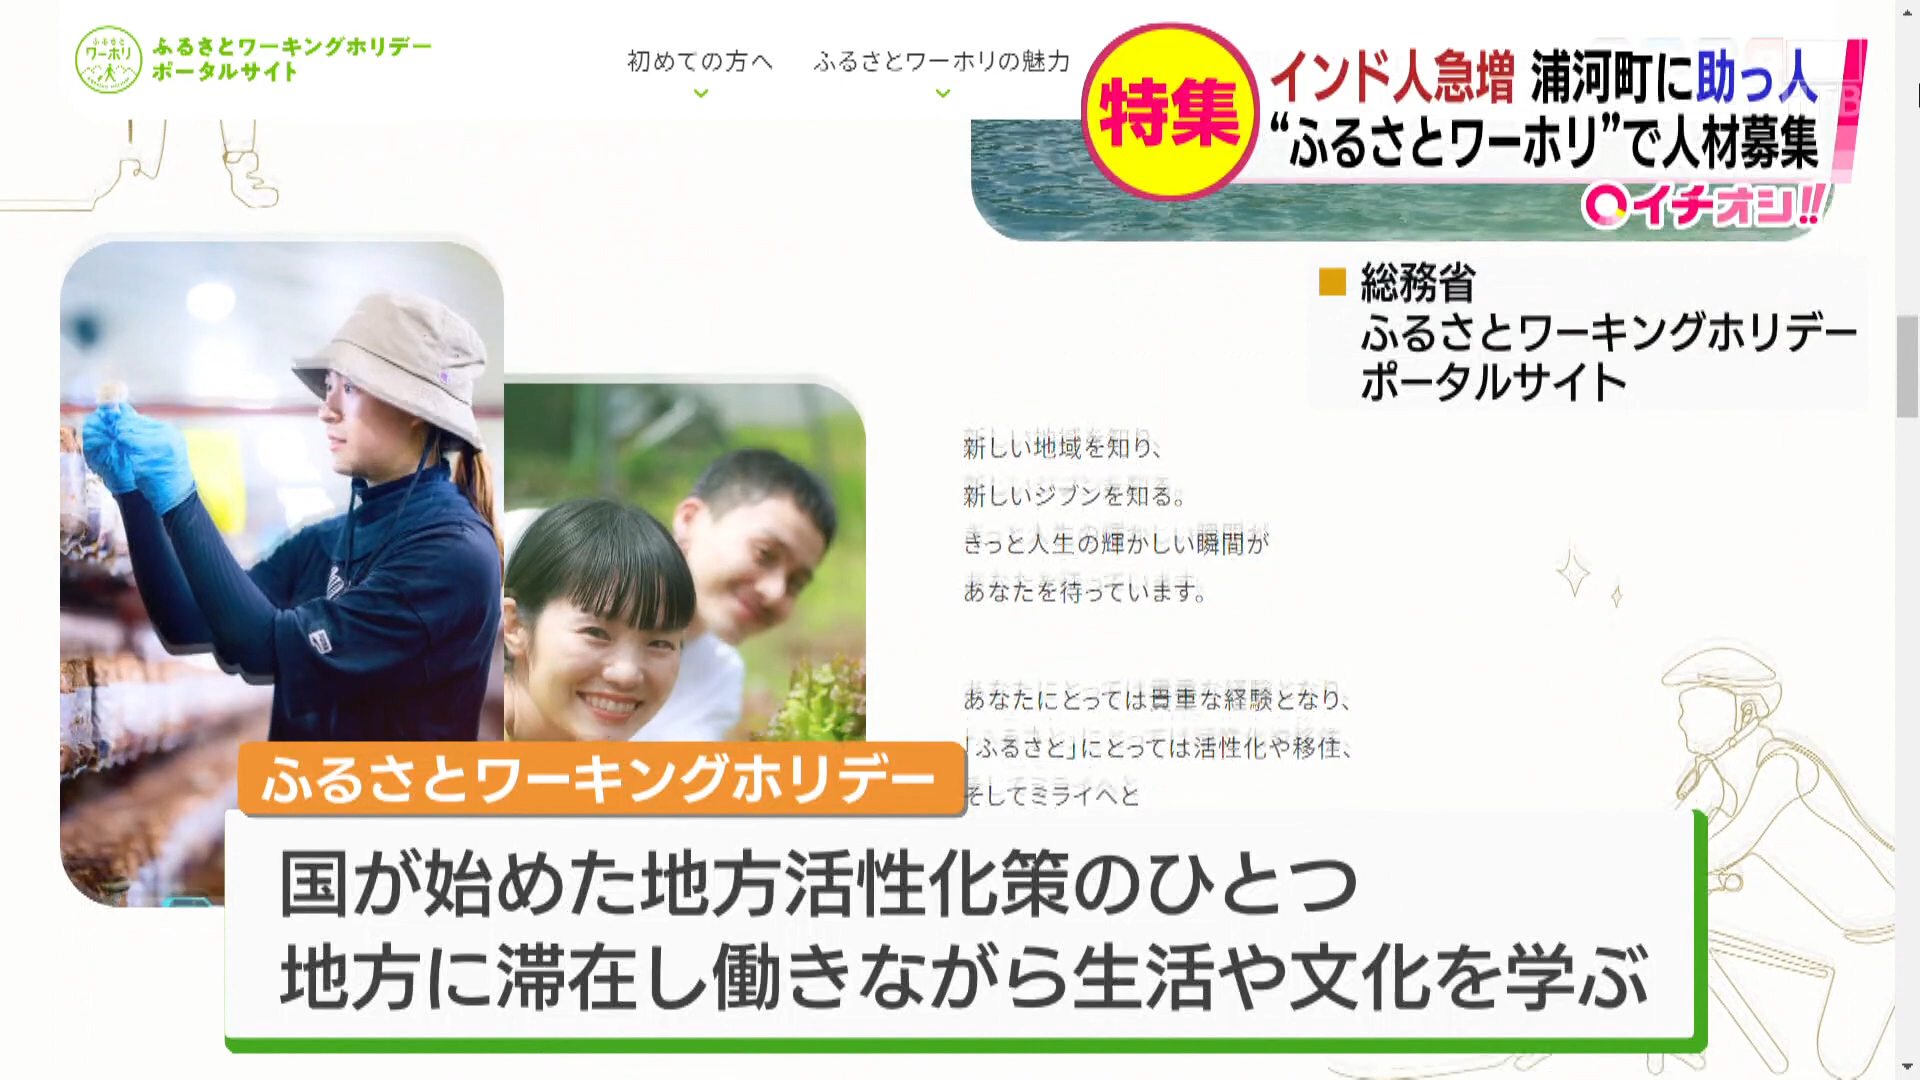 ふるさと
ワーホリ
ふるさとワーキングホリデー
ポータルサイト
初めての方へ
ふるさとワーホリの魅力
特集
インド人急増 浦河町に助っ人
“ふるさとワーホリ”で人材募集
イチオシ!!
■ 総務省
ふるさとワーキングホリデー
ポータルサイト
新しい地域を知り、
新しいジブンを知る。
きっと人生の輝かしい瞬間が
あなたを待っています。
あなたにとっては貴重な経験となり、
「ふるさと」にとっては活性化や移住、
そしてミライへと
ふるさとワーキングホリデー
国が始めた地方活性化策のひとつ
地方に滞在し働きながら生活や文化を学ぶ